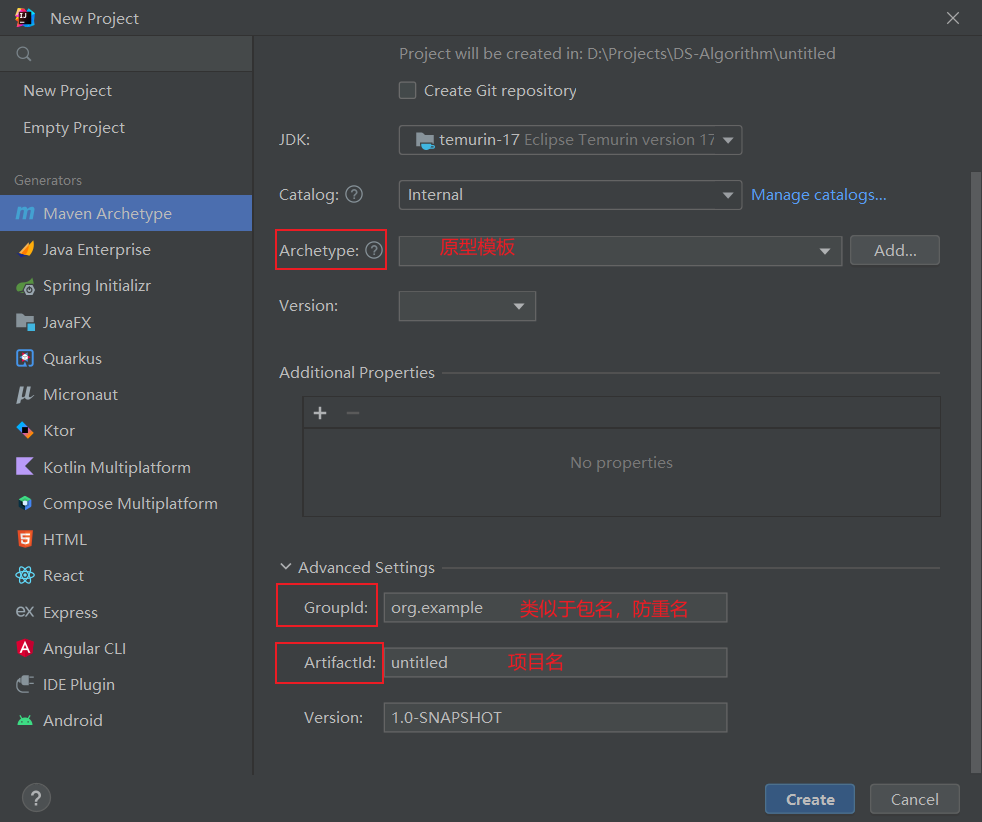 New Project
New Project
Empty Project
Generators
Maven Archetype
Java Enterprise
Spring Initializr
JavaFX
Quarkus
Micronaut
Ktor
Kotlin Multiplatform
Compose Multiplatform
HTML
React
Express
Angular CLI
IDE Plugin
Android
Project will be created in: D:\Projects\DS-Algorithm\untitled
Create Git repository
JDK: temurin-17 Eclipse Temurin version 17
Catalog: ? Internal Manage catalogs...
Archetype: ? 原型模板 Add...
Version:
Additional Properties
No properties
Advanced Settings
GroupId: org.example 类似于包名，防重名
ArtifactId: untitled 项目名
Version: 1.0-SNAPSHOT
? Create Cancel